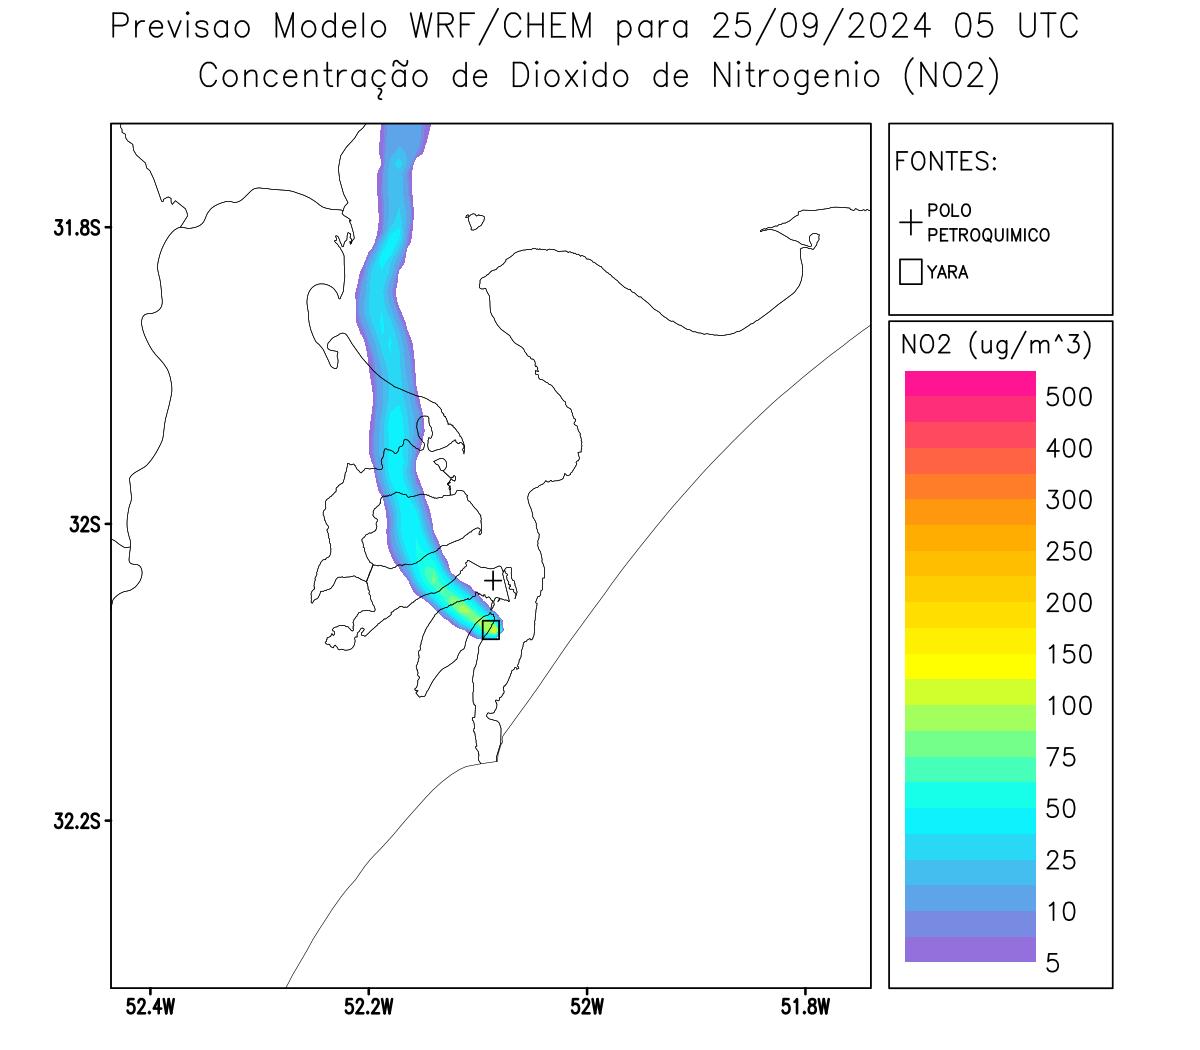 Previsao Modelo WRF/CHEM para 25/09/2024 05 UTC
Concentração de Dioxido de Nitrogenio (NO2)
FONTES:
POLO
PETROQUIMICO
YARA
31.8S
32S
32.2S
52.4W
52.2W
52W
51.8W
NO2 (ug/m^3)
500
400
300
250
200
150
100
75
50
25
10
5